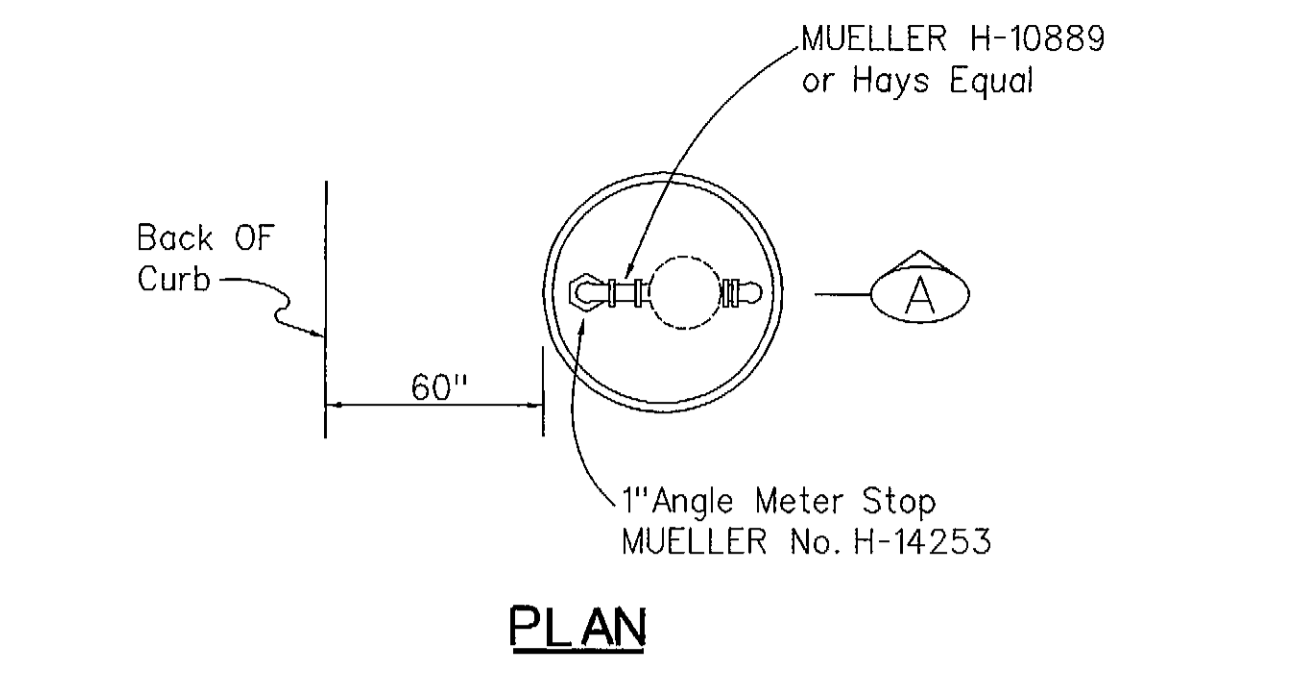 MUELLER H-10889
or Hays Equal
Back OF
Curb
A
60"
1"Angle Meter Stop
MUELLER No. H-14253
PLAN